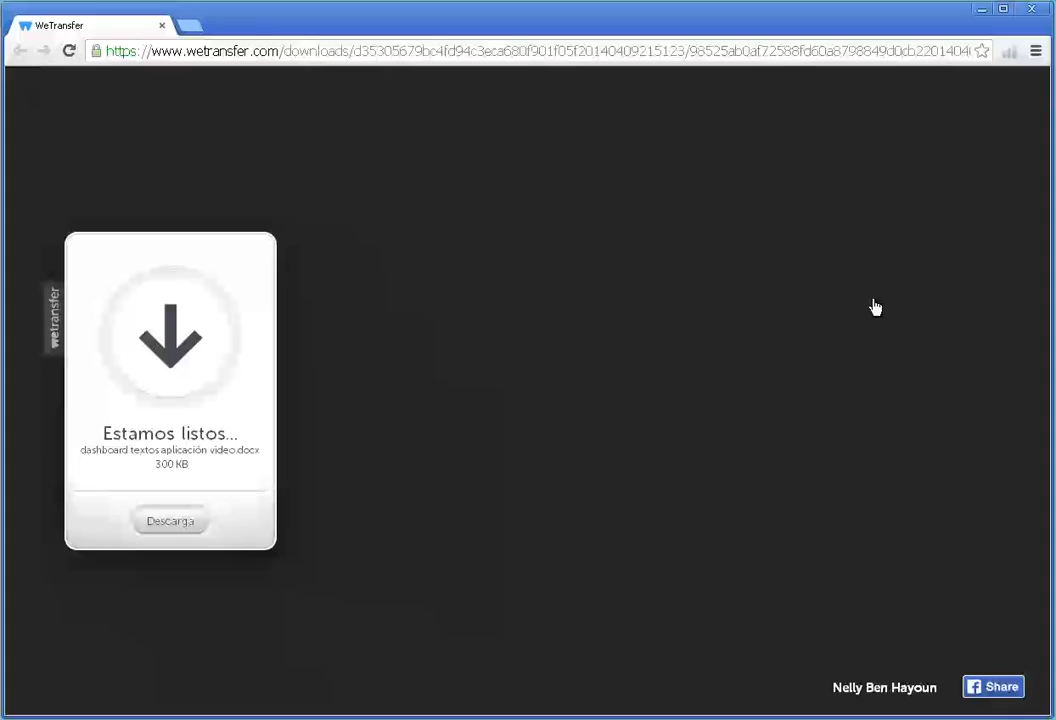 WeTransfer
https://www.wetransfer.com/downloads/d35305679bc4fd94c3eca680f901f05f20140409215123/98525ab0af72588fd60a8798849d0cb22014040
wetransfer
Estamos listos...
dashboard textos aplicación video.docx
300 KB
Descarga
Nelly Ben Hayoun
Share